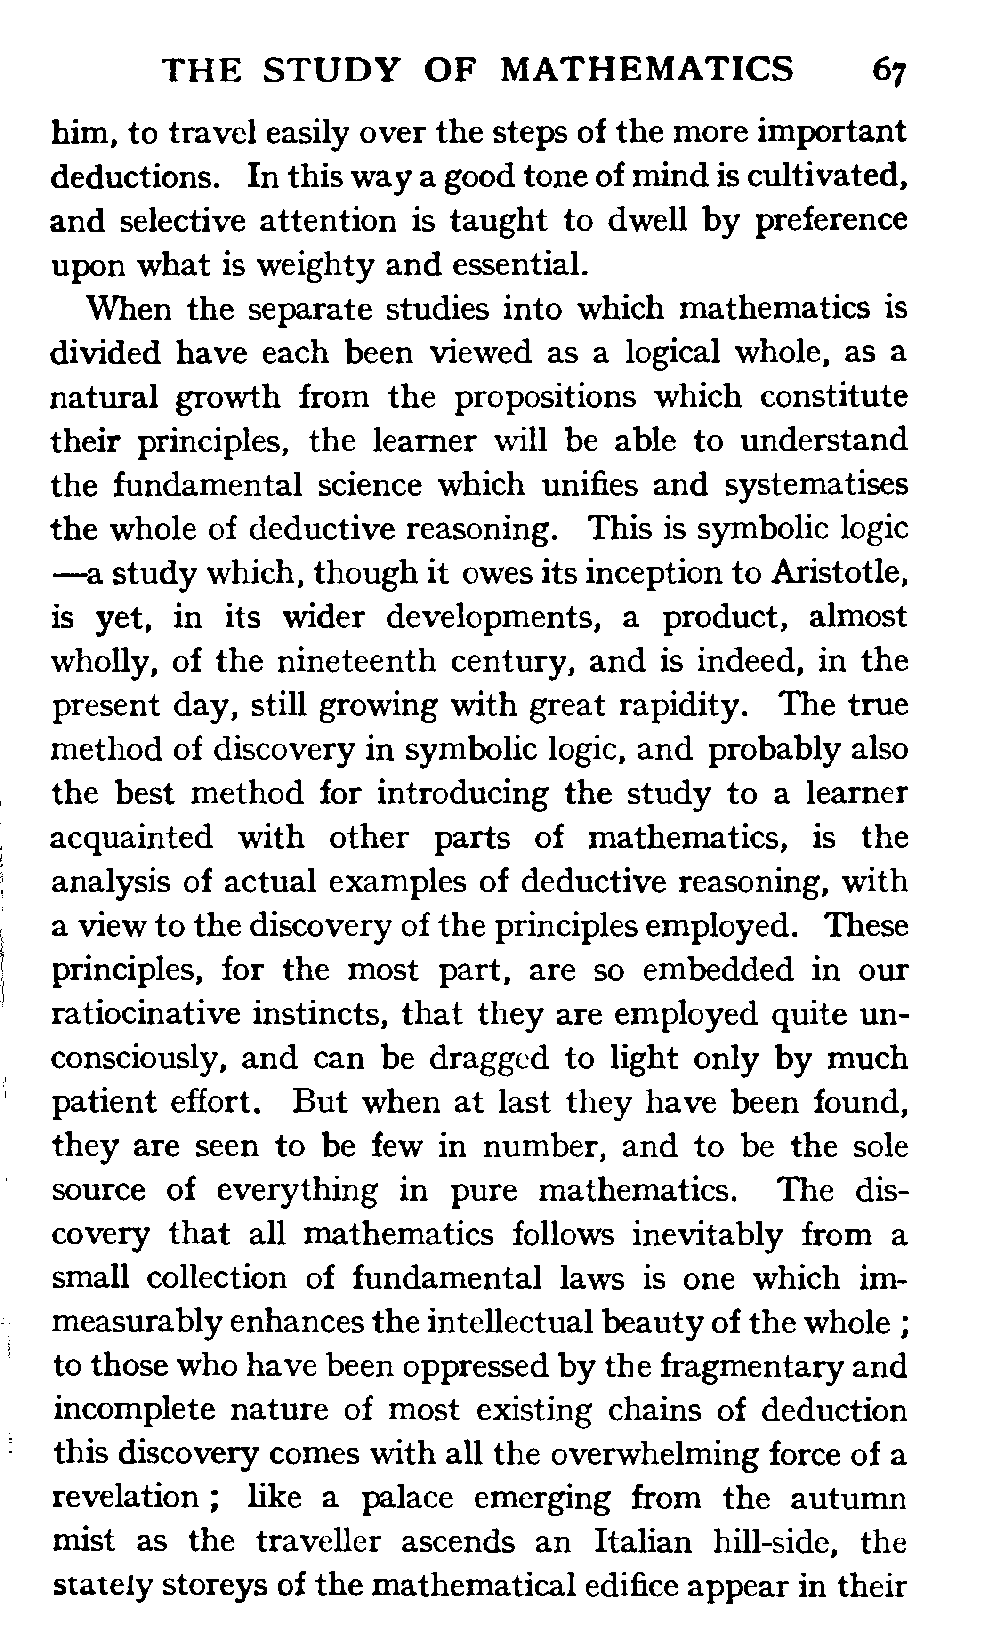 THE STUDY OF MATHEMATICS 67
him, to travel easily over the steps of the more important
deductions. In this way a good tone of mind is cultivated,
and selective attention is taught to dwell by preference
upon what is weighty and essential.
When the separate studies into which mathematics is
divided have each been viewed as a logical whole, as a
natural growth from the propositions which constitute
their principles, the learner will be able to understand
the fundamental science which unifies and systematises
the whole of deductive reasoning. This is symbolic logic
—a study which, though it owes its inception to Aristotle,
is yet, in its wider developments, a product, almost
wholly, of the nineteenth century, and is indeed, in the
present day, still growing with great rapidity. The true
method of discovery in symbolic logic, and probably also
the best method for introducing the study to a learner
acquainted with other parts of mathematics, is the
analysis of actual examples of deductive reasoning, with
a view to the discovery of the principles employed. These
principles, for the most part, are so embedded in our
ratiocinative instincts, that they are employed quite un-
consciously, and can be dragged to light only by much
patient effort. But when at last they have been found,
they are seen to be few in number, and to be the sole
source of everything in pure mathematics. The dis-
covery that all mathematics follows inevitably from a
small collection of fundamental laws is one which im-
measurably enhances the intellectual beauty of the whole ;
to those who have been oppressed by the fragmentary and
incomplete nature of most existing chains of deduction
this discovery comes with all the overwhelming force of a
revelation ; like a palace emerging from the autumn
mist as the traveller ascends an Italian hill-side, the
stately storeys of the mathematical edifice appear in their